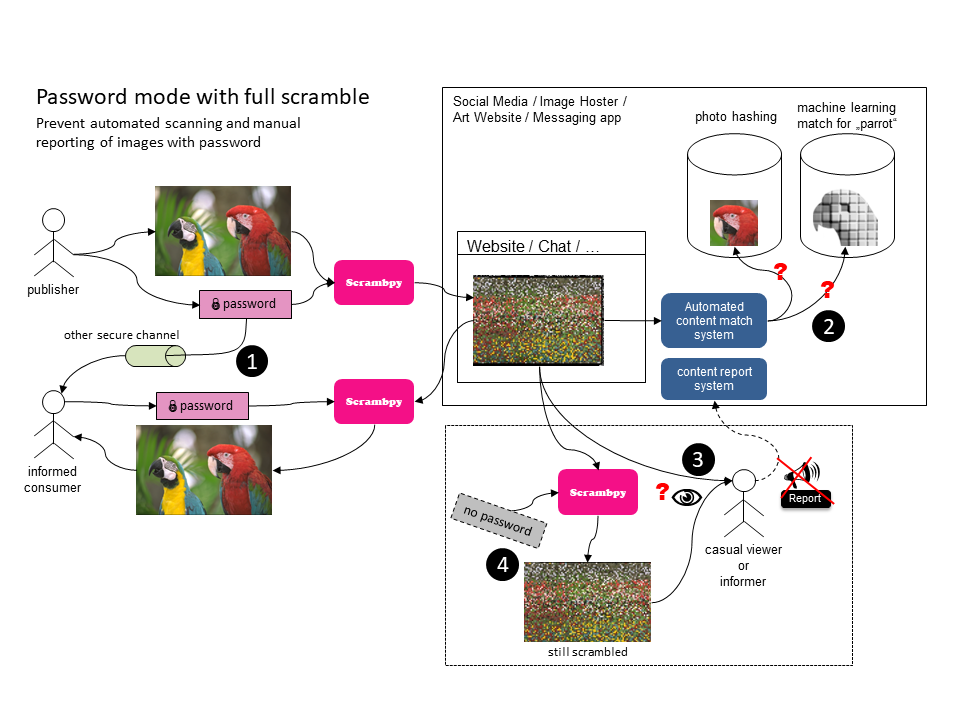 Password mode with full scramble
Prevent automated scanning and manual
reporting of images with password
Social Media / Image Hoster /
Art Website / Messaging app
photo hashing
machine learning
match for „parrot“
publisher
password
Scrambpy
Website / Chat / …
?
?
Automated
content match
system
2
other secure channel
1
content report
system
password
Scrambpy
informed
consumer
3
Scrambpy
?
Report
no password
4
casual viewer
or
informer
still scrambled